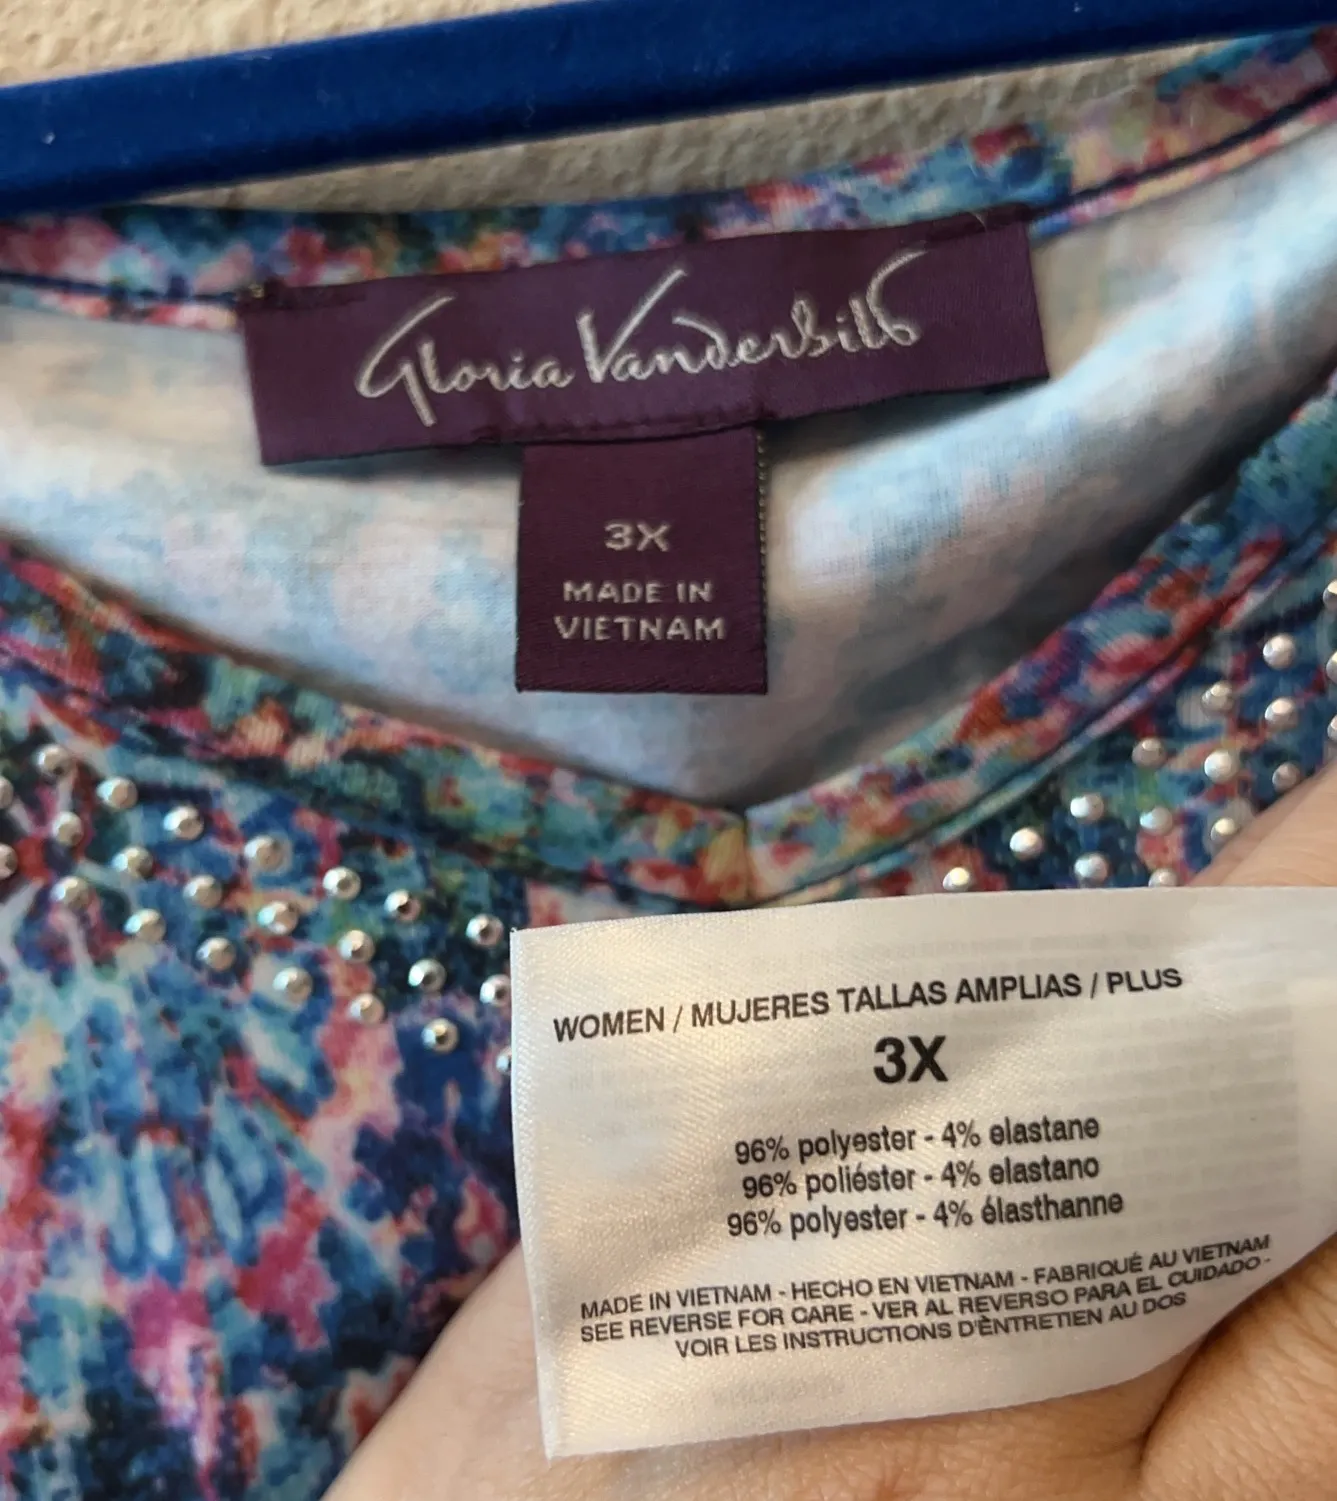 Gloria Vanderbilt
3X
MADE IN
VIETNAM
WOMEN / MUJERES TALLAS AMPLIAS / PLUS
3X
96% polyester - 4% elastane
96% poliéster - 4% elastano
96% polyester - 4% élasthanne
MADE IN VIETNAM - HECHO EN VIETNAM - FABRIQUÉ AU VIETNAM
SEE REVERSE FOR CARE - VER AL REVERSO PARA EL CUIDADO -
VOIR LES INSTRUCTIONS D'ÈNTRETIEN AU DOS